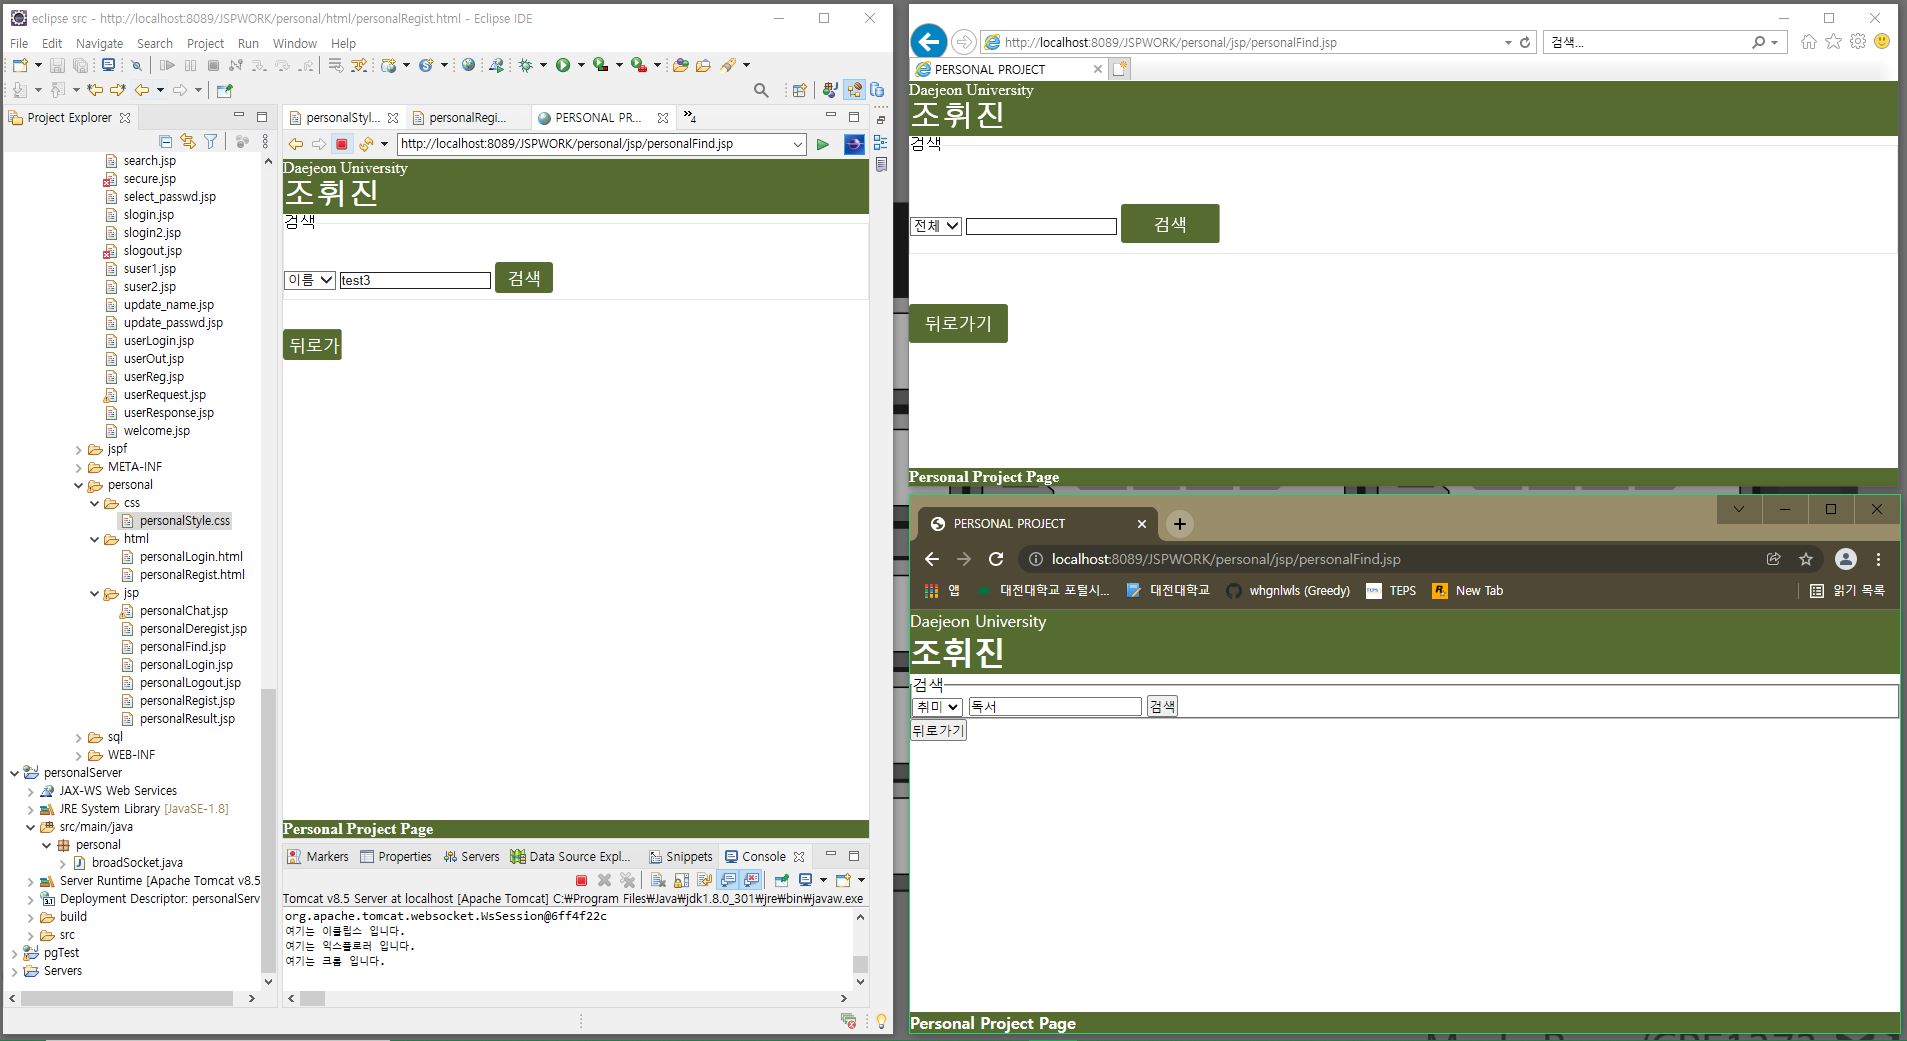 eclipse src - http://localhost:8089/JSPWORK/personal/html/personalRegist.html - Eclipse IDE
File Edit Navigate Search Project Run Window Help
Project Explorer
search.jsp
secure.jsp
select_passwd.jsp
slogin.jsp
slogin2.jsp
slogout.jsp
suser1.jsp
suser2.jsp
update_name.jsp
update_passwd.jsp
userLogin.jsp
userOut.jsp
userReg.jsp
userRequest.jsp
userResponse.jsp
welcome.jsp
jspf
META-INF
personal
css
personalStyle.css
html
personalLogin.html
personalRegist.html
jsp
personalChat.jsp
personalDeregist.jsp
personalFind.jsp
personalLogin.jsp
personalLogout.jsp
personalRegist.jsp
personalResult.jsp
sql
WEB-INF
personalServer
JAX-WS Web Services
JRE System Library [JavaSE-1.8]
src/main/java
personal
broadSocket.java
Server Runtime [Apache Tomcat v8.5
Deployment Descriptor: personalServ
build
src
pgTest
Servers
personalStyl... personalRegi... PERSONAL PR... 4
http://localhost:8089/JSPWORK/personal/jsp/personalFind.jsp
Daejeon University
조휘진
검색
이름 test3 검색
뒤로가
Personal Project Page
Markers Properties Servers Data Source Expl... Snippets Console
Tomcat v8.5 Server at localhost [Apache Tomcat] C:₩Program Files₩Java₩jdk1.8.0_301₩jre₩bin₩javaw.exe
org.apache.tomcat.websocket.WsSession@6ff4f22c
여기는 이클립스 입니다.
여기는 익스플로러 입니다.
여기는 크롬 입니다.
http://localhost:8089/JSPWORK/personal/jsp/personalFind.jsp 검색...
PERSONAL PROJECT
Daejeon University
조휘진
검색
전체 검색
뒤로가기
Personal Project Page
PERSONAL PROJECT
localhost:8089/JSPWORK/personal/jsp/personalFind.jsp
앱 대전대학교 포털시... 대전대학교 whgnlwls (Greedy) TEPS TEPS R. New Tab 읽기 목록
Daejeon University
조휘진
검색
취미 독서 검색
뒤로가기
Personal Project Page